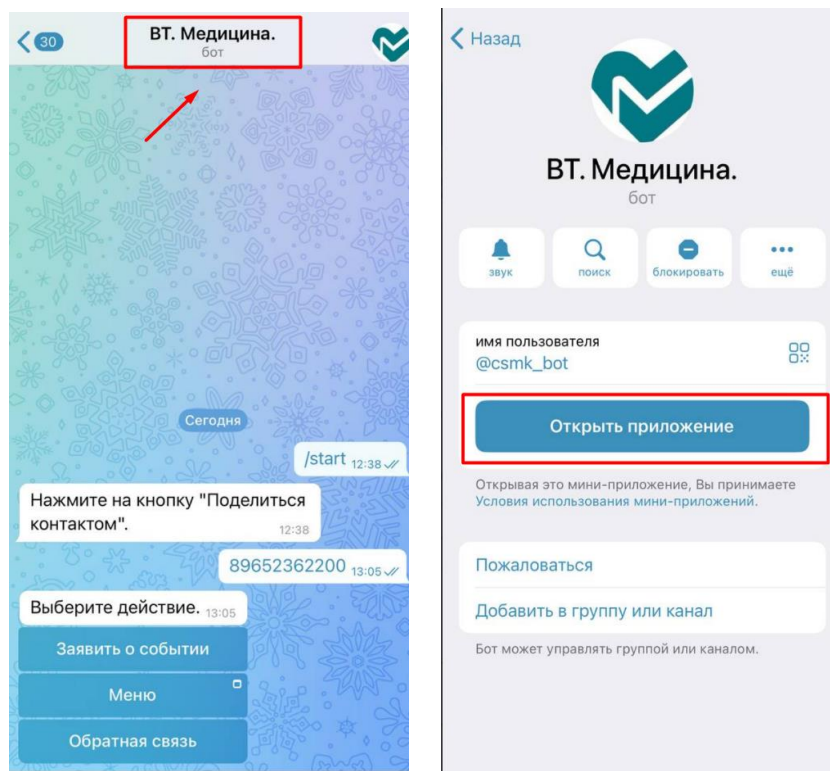 30
ВТ. Медицина.
бот
Сегодня
/start 12:38
Нажмите на кнопку "Поделиться
контактом".
12:38
89652362200 13:05
Выберите действие. 13:05
Заявить о событии
Меню
Обратная связь
Назад
ВТ. Медицина.
бот
звук
поиск
блокировать
ещё
имя пользователя
@csmk_bot
Открыть приложение
Открывая это мини-приложение, Вы принимаете
Условия использования мини-приложений.
Пожаловаться
Добавить в группу или канал
Бот может управлять группой или каналом.